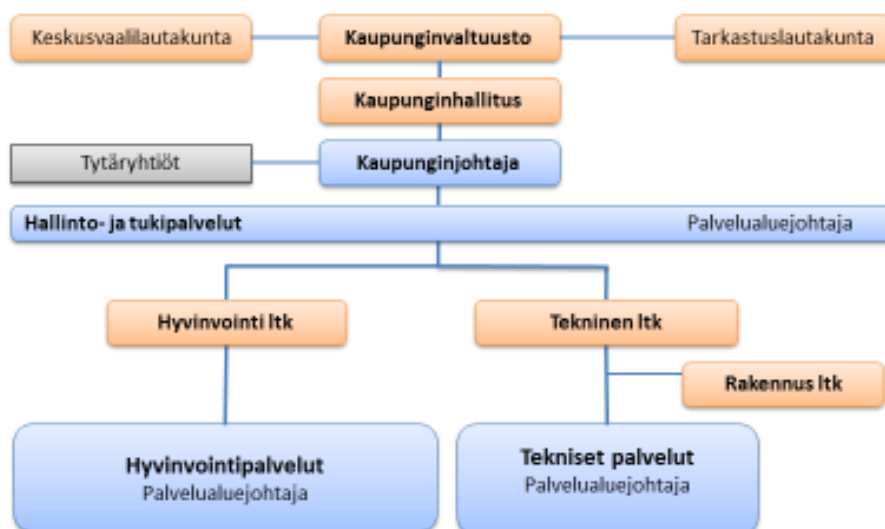 Keskusvaalilautakunta
Kaupunginvaltuusto
Tarkastuslautakunta
Kaupunginhallitus
Tytäryhtiöt
Kaupunginjohtaja
Hallinto- ja tukipalvelut
Palvelualuejohtaja
Hyvinvointi ltk
Tekninen ltk
Rakennus ltk
Hyvinvointipalvelut
Palvelualuejohtaja
Tekniset palvelut
Palvelualuejohtaja